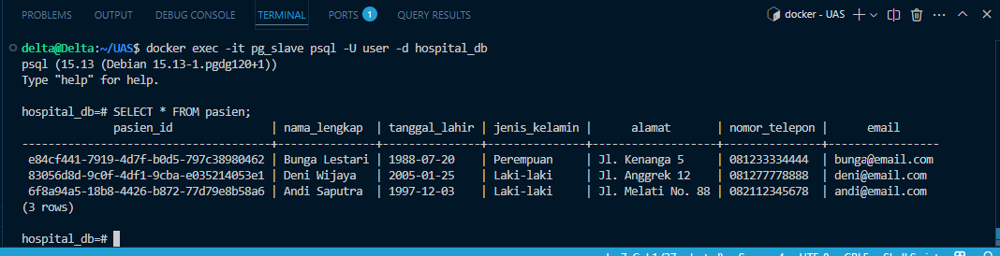 PROBLEMS OUTPUT DEBUG CONSOLE TERMINAL PORTS 1 QUERY RESULTS docker - UAS
delta@Delta:~/UAS$ docker exec -it pg_slave psql -U user -d hospital_db
psql (15.13 (Debian 15.13-1.pgdg120+1))
Type "help" for help.
hospital_db=# SELECT * FROM pasien;
pasien_id | nama_lengkap | tanggal_lahir | jenis_kelamin | alamat | nomor_telepon | email
--------------------------------------+---------------+---------------+---------------+-------------------+---------------+-----------------
e84cf441-7919-4d7f-b0d5-797c38980462 | Bunga Lestari | 1988-07-20 | Perempuan | Jl. Kenanga 5 | 081233334444 | bunga@email.com
83056d8d-9c0f-4df1-9cba-e035214053e1 | Deni Wijaya | 2005-01-25 | Laki-laki | Jl. Anggrek 12 | 081277778888 | deni@email.com
6f8a94a5-18b8-4426-b872-77d79e8b58a6 | Andi Saputra | 1997-12-03 | Laki-laki | Jl. Melati No. 88 | 082112345678 | andi@email.com
(3 rows)
hospital_db=#